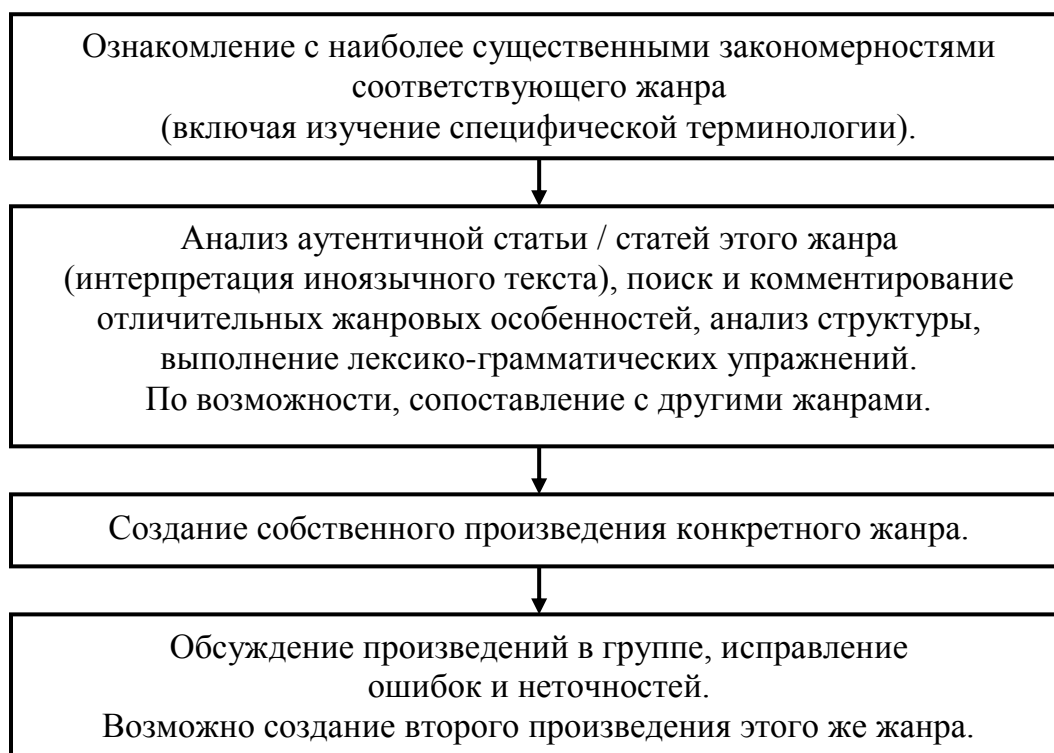 Ознакомление с наиболее существенными закономерностями
соответствующего жанра
(включая изучение специфической терминологии).
Анализ аутентичной статьи / статей этого жанра
(интерпретация иноязычного текста), поиск и комментирование
отличительных жанровых особенностей, анализ структуры,
выполнение лексико-грамматических упражнений.
По возможности, сопоставление с другими жанрами.
Создание собственного произведения конкретного жанра.
Обсуждение произведений в группе, исправление
ошибок и неточностей.
Возможно создание второго произведения этого же жанра.